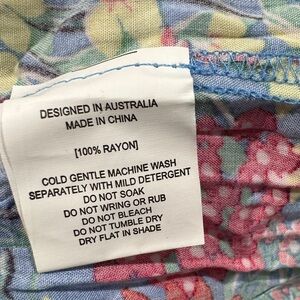 DESIGNED IN AUSTRALIA
MADE IN CHINA
[100% RAYON]
COLD GENTLE MACHINE WASH
SEPARATELY WITH MILD DETERGENT
DO NOT SOAK
DO NOT WRING OR RUB
DO NOT BLEACH
DO NOT TUMBLE DRY
DRY FLAT IN SHADE